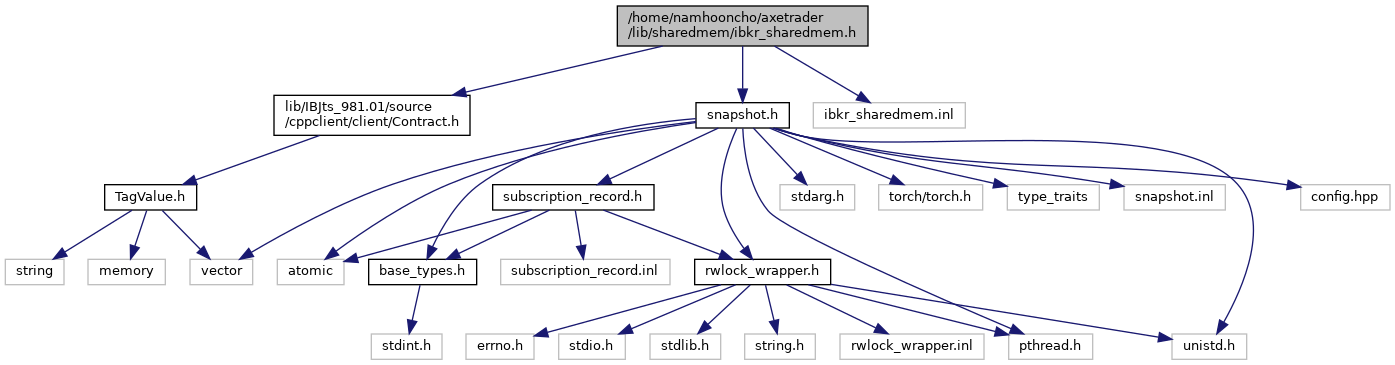 /home/namhooncho/axetrader
/lib/sharedmem/ibkr_sharedmem.h
lib/IBJts_981.01/source
/cppclient/client/Contract.h
snapshot.h
ibkr_sharedmem.inl
TagValue.h
subscription_record.h
stdarg.h
torch/torch.h
type_traits
snapshot.inl
config.hpp
string
memory
vector
atomic
base_types.h
subscription_record.inl
rwlock_wrapper.h
stdint.h
errno.h
stdio.h
stdlib.h
string.h
rwlock_wrapper.inl
pthread.h
unistd.h